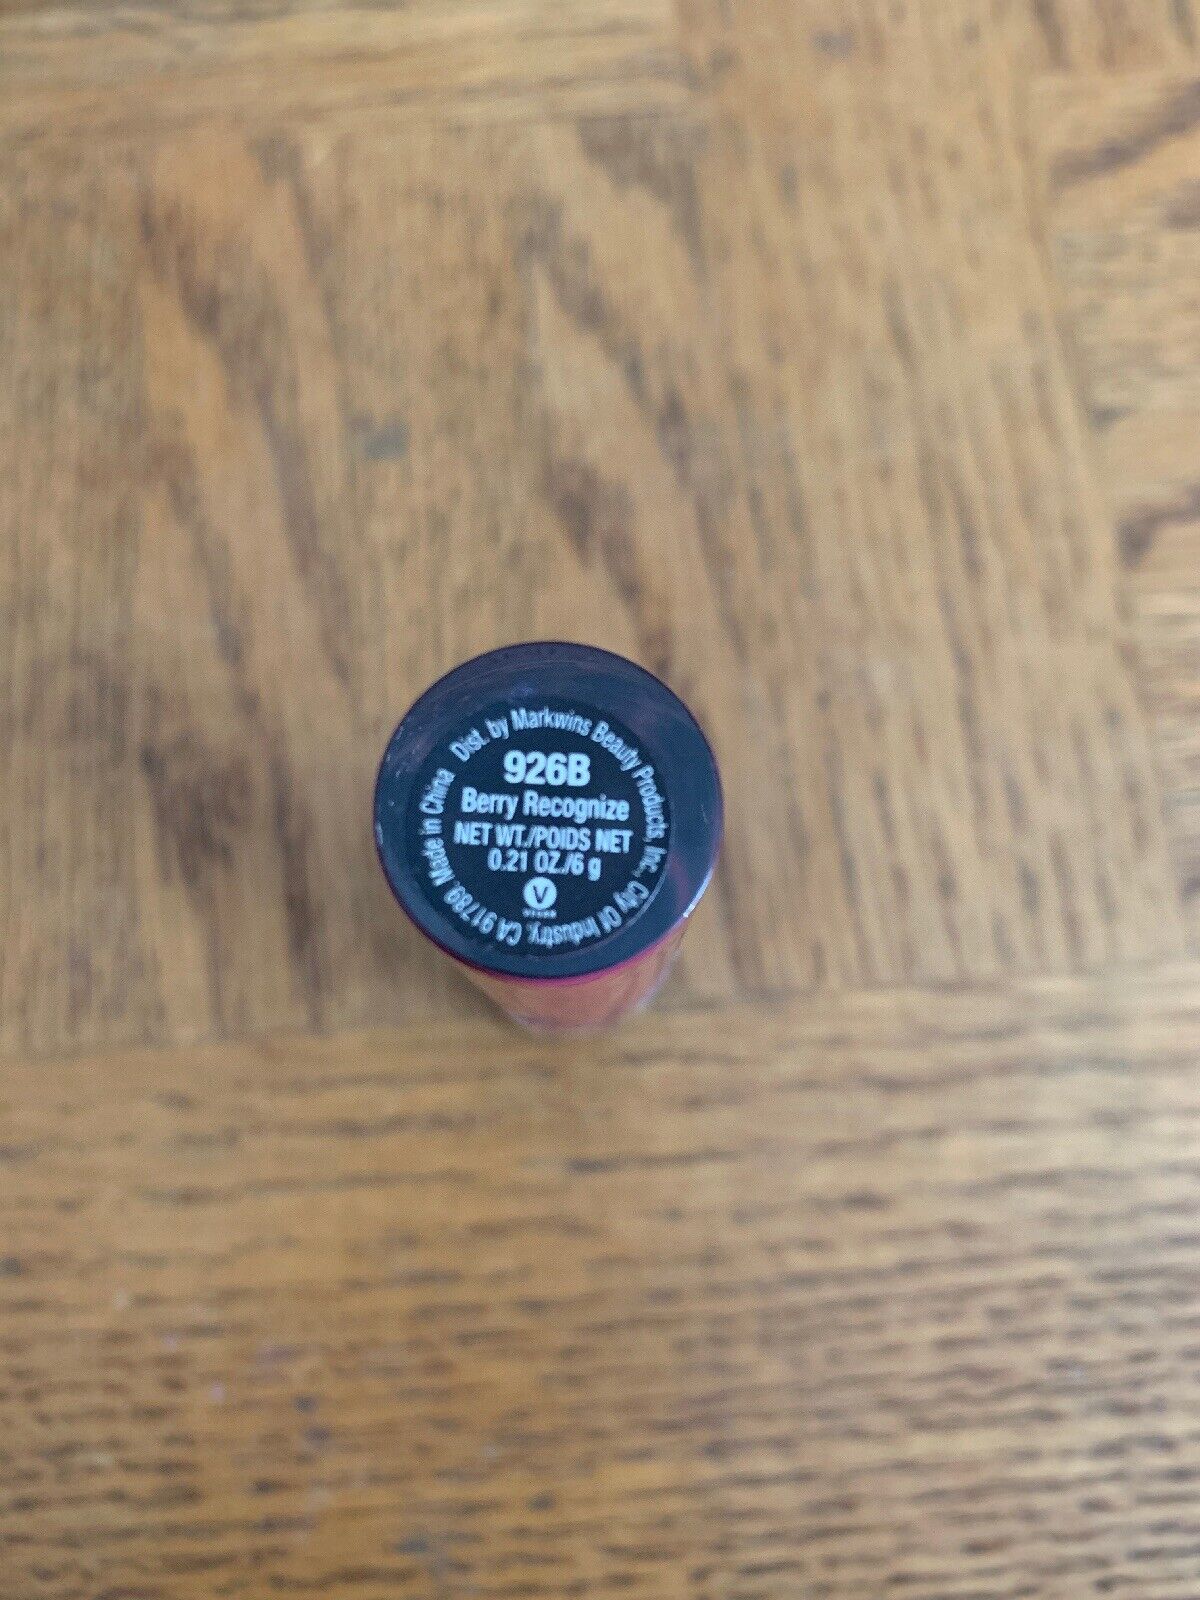 Dist. by Markwins Beauty Products, Inc., City Of Industry, CA 91789. Made in China
926B
Berry Recognize
NET WT./POIDS NET
0.21 OZ./6 g
V
VEGAN